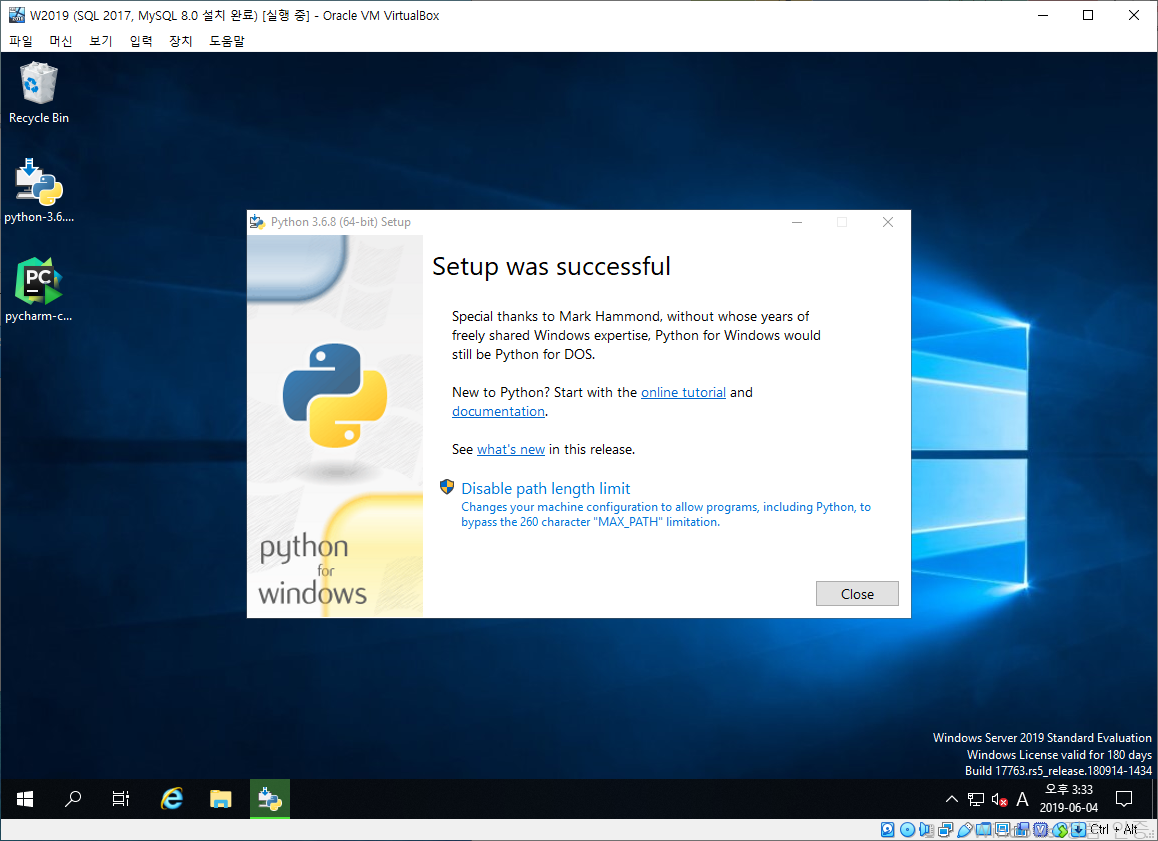 W2019 (SQL 2017, MySQL 8.0 설치 완료) [실행 중] - Oracle VM VirtualBox
파일 머신 보기 입력 장치 도움말
Recycle Bin
python-3.6....
pycharm-c...
PC
Python 3.6.8 (64-bit) Setup
Setup was successful
Special thanks to Mark Hammond, without whose years of
freely shared Windows expertise, Python for Windows would
still be Python for DOS.
New to Python? Start with the online tutorial and
documentation.
See what's new in this release.
Disable path length limit
Changes your machine configuration to allow programs, including Python, to
bypass the 260 character "MAX_PATH" limitation.
python
for
windows
Close
Windows Server 2019 Standard Evaluation
Windows License valid for 180 days
Build 17763.rs5_release.180914-1434
A
오후 3:33
2019-06-04
Ctrl + Alt